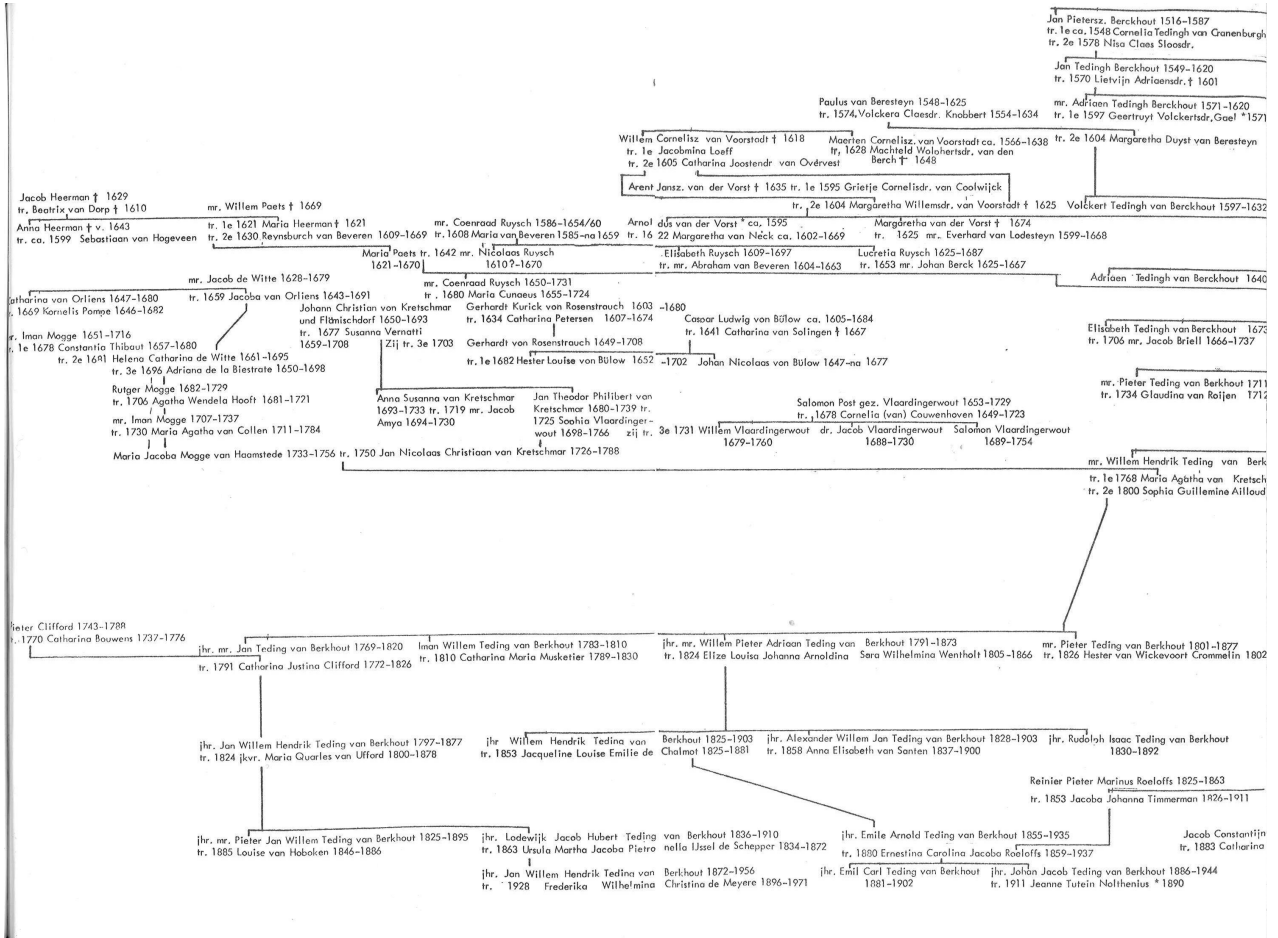 Jan Pietersz. Berckhout 1516-1587
tr. 1e ca. 1548 Cornelia Tedingh van Cranenburgh
tr. 2e 1578 Nisa Claes Sloosdr.
Jan Tedingh Berckhout 1549-1620
tr. 1570 Lietvijn Adriaensdr. † 1601
Paulus van Beresteyn 1548-1625
tr. 1574, Volckera Claesdr. Knobbert 1554-1634
mr. Adriaen Tedingh Berckhout 1571-1620
tr. 1e 1597 Geertruyt Volckertsdr, Gael *1571
tr. 2e 1604 Margaretha Duyst van Beresteyn
Willem Cornelisz van Voorstadt † 1618
tr. 1e Jacobmina Loeff
tr. 2e 1605 Catharina Joostendr van Overvest
Maerten Cornelisz. van Voorstadt ca. 1566-1638
tr, 1628 Machteld Wolphertsdr. van den
Berch † 1648
Arent Jansz. van der Vorst † 1635 tr. 1e 1595 Grietje Cornelisdr. van Coolwijck
tr. 2e 1604 Margaretha Willemsdr. van Voorstadt † 1625
Volckert Tedingh van Berckhout 1597-1632
Jacob Heerman † 1629
tr. Beatrix van Dorp † 1610
mr. Willem Paets † 1669
Anna Heerman † v. 1643
tr. ca. 1599 Sebastiaan van Hogeveen
tr. 1e 1621 Maria Heerman † 1621
tr. 2e 1630 Reynsburch van Beveren 1609-1669
mr. Coenraad Ruysch 1586-1654/60
tr. 1608 Maria van Beveren 1585-na 1659
Arnol dus van der Vorst * ca. 1595
tr. 16 22 Margaretha van Neck ca. 1602-1669
Margaretha van der Vorst † 1674
tr. 1625 mr. Everhard van Lodesteyn 1599-1668
Maria Paets tr. 1642 mr. Nicolaas Ruysch
1621-1670 1610?-1670
Elisabeth Ruysch 1609-1697
tr. mr. Abraham van Beveren 1604-1663
Lucretia Ruysch 1625-1687
tr. 1653 mr. Johan Berck 1625-1667
Adriaen Tedingh van Berckhout 1640
mr. Jacob de Witte 1628-1679
tr. 1659 Jacoba van Orliens 1643-1691
atharina van Orliens 1647-1680
. 1669 Kornelis Pompe 1646-1682
mr. Coenraad Ruysch 1650-1731
tr . 1680 Maria Cunaeus 1655-1724
Johann Christian von Kretschmar
und Flämischdorf 1650-1693
tr. 1677 Susanna Vernatti
1659-1708
Zij tr. 3e 1703
Gerhardt Kurick von Rosenstrauch 1603 -1680
tr. 1634 Catharina Petersen 1607-1674
Gerhardt von Rosenstrauch 1649-1708
tr. 1e 1682 Hester Louise von Bülow 1652 -1702
Casoar Ludwig von Bülow ca. 1605-1684
tr. 1641 Catharina van Solingen † 1667
Johan Nicolaas von Bülow 1647-na 1677
r. Iman Mogge 1651-1716
. 1e 1678 Constantia Thibaut 1657-1680
tr. 2e 1681 Helena Catharina de Witte 1661-1695
tr. 3e 1696 Adriana de la Biestrate 1650-1698
Elisabeth Tedingh van Berckhout 1673
tr. 1706 mr. Jacob Briell 1666-1737
Rutger Mogge 1682-1729
tr. 1706 Agatha Wendela Hooft 1681-1721
mr. Iman Mogge 1707-1737
tr. 1730 Maria Agatha van Collen 1711-1784
Anna Susanna van Kretschmar
1693-1733 tr. 1719 mr. Jacob
Amya 1694-1730
Jan Theodor Philibert van
Kretschmar 1680-1739 tr.
1725 Sophia Vlaardinger-
wout 1698-1766 zij tr. 3e 1731
Salomon Post gez. Vlaardingerwout 1653-1729
tr. 1678 Cornelia (van) Couwenhoven 1649-1723
Willem Vlaardingerwout
1679-1760
dr. Jacob Vlaardingerwout
1688-1730
Salomon Vlaardingerwout
1689-1754
mr. Pieter Teding van Berkhout 1711
tr. 1734 Glaudina van Roijen 1712
Maria Jacoba Mogge van Haamstede 1733-1756 tr. 1750 Jan Nicolaas Christiaan van Kretschmar 1726-1788
mr. Willem Hendrik Teding van Berk
tr. 1e 1768 Maria Agatha van Kretsch
tr. 2e 1800 Sophia Guillemine Ailloud
ieter Clifford 1743-1788
. 1770 Catharina Bouwens 1737-1776
jhr. mr. Jan Teding van Berkhout 1769-1820
tr. 1791 Catharina Justina Clifford 1772-1826
Iman Willem Teding van Berkhout 1783-1810
tr. 1810 Catharina Maria Musketier 1789-1830
jhr. mr. Willem Pieter Adriaan Teding van Berkhout 1791-1873
tr. 1824 Elize Louisa Johanna Arnoldina Sara Wilhelmina Wentholt 1805-1866
mr. Pieter Teding van Berkhout 1801-1877
tr. 1826 Hester van Wickevoort Crommelin 1802
jhr. Jan Willem Hendrik Teding van Berkhout 1797-1877
tr. 1824 jkvr. Maria Quarles van Ufford 1800-1878
jhr Willem Hendrik Teding van Berkhout 1825-1903
tr. 1853 Jacqueline Louise Emilie de Chalmot 1825-1881
jhr. Alexander Willem Jan Teding van Berkhout 1828-1903
tr. 1858 Anna Elisabeth van Santen 1837-1900
jhr. Rudolph Isaac Teding van Berkhout
1830-1892
Reinier Pieter Marinus Roeloffs 1825-1863
tr. 1853 Jacoba Johanna Timmerman 1826-1911
jhr. mr. Pieter Jan Willem Teding van Berkhout 1825-1895
tr. 1885 Louise van Hoboken 1846-1886
jhr. Lodewijk Jacob Hubert Teding van Berkhout 1836-1910
tr. 1863 Ursula Martha Jacoba Pietro nella IJssel de Schepper 1834-1872
jhr. Emile Arnold Teding van Berkhout 1855-1935
tr. 1880 Ernestina Carolina Jacoba Roeloffs 1859-1937
Jacob Constantijn
tr. 1883 Catharina
jhr. Jan Willem Hendrik Teding van Berkhout 1872-1956
tr. 1928 Frederika Wilhelmina Christina de Meyere 1896-1971
jhr. Emil Carl Teding van Berkhout
1881-1902
jhr. Johan Jacob Teding van Berkhout 1886-1944
tr. 1911 Jeanne Tutein Nolthenius * 1890